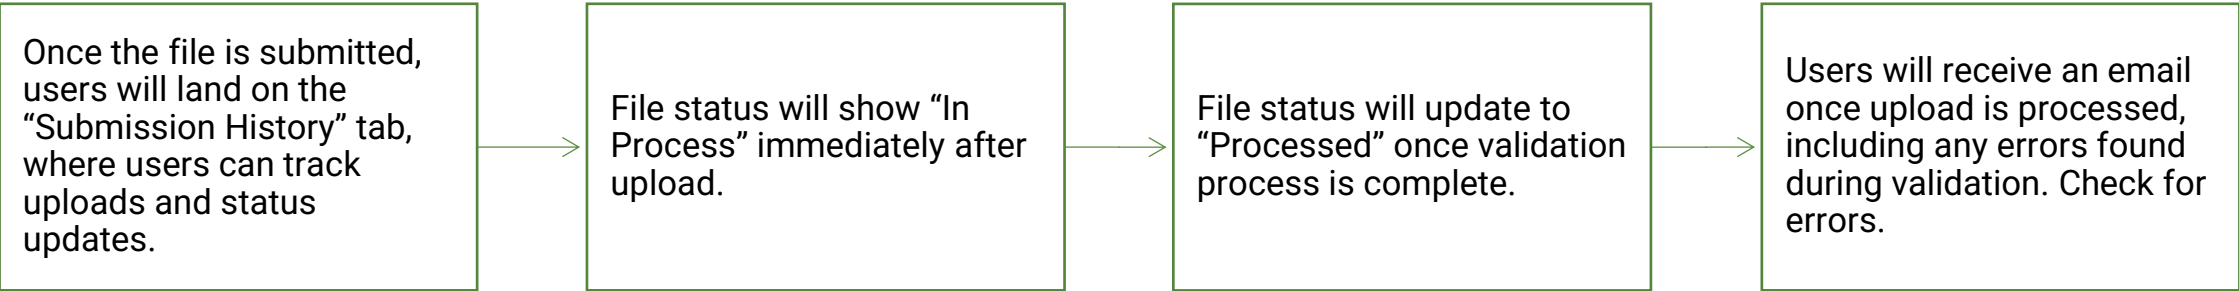 Once the file is submitted,
users will land on the
“Submission History” tab,
where users can track
uploads and status
updates.
File status will show “In
Process” immediately after
upload.
File status will update to
“Processed” once validation
process is complete.
Users will receive an email
once upload is processed,
including any errors found
during validation. Check for
errors.